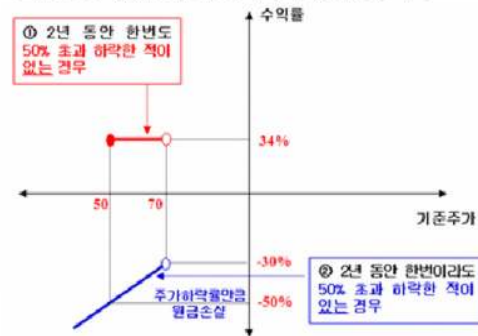 수익률
① 2년 동안 한번도
50% 초과 하락한 적이
없는 경우
34%
50
70
기준주가
-30%
② 2년 동안 한번이라도
50% 초과 하락한 적이
있는 경우
주가하락률만큼
원금손실
-50%